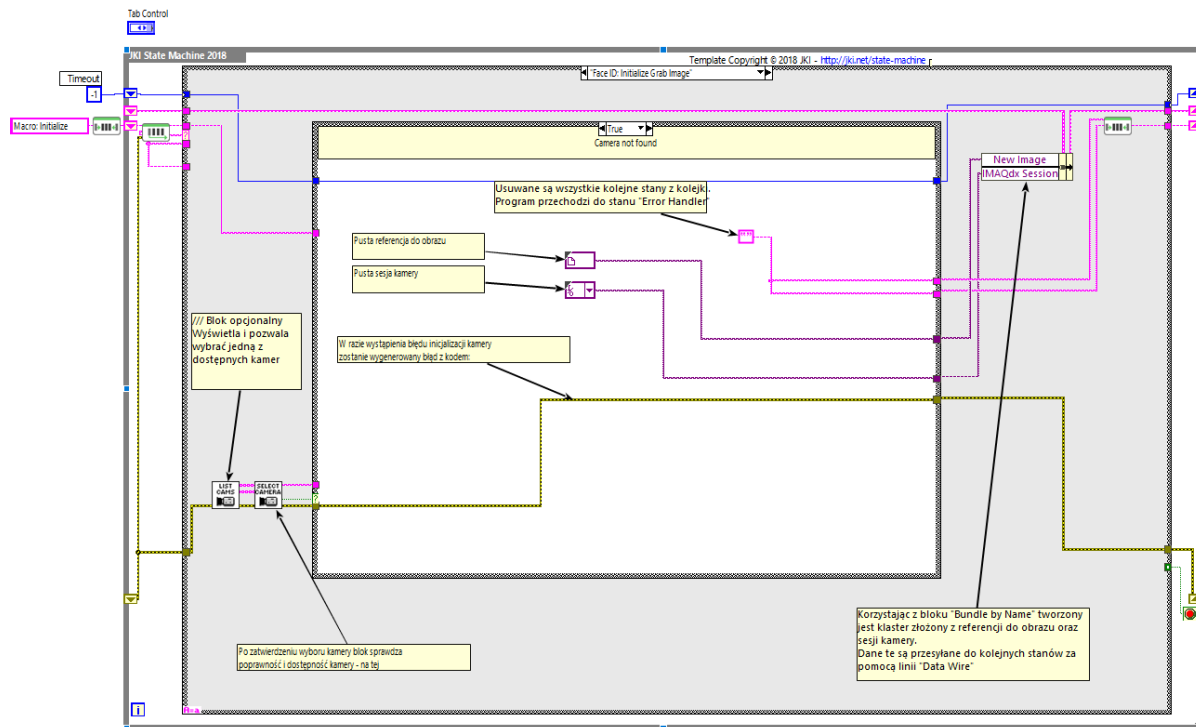 Tab Control
JKI State Machine 2018
Template Copyright © 2018 JKI - http://jki.net/state-machine
"Face ID: Initialize Grab Image"
Timeout
-1
Macro: Initialize
True
Camera not found
New Image
IMAQdx Session
Usuwane są wszystkie kolejne stany z kolejki.
Program przechodzi do stanu "Error Handler"
Pusta referencja do obrazu
Pusta sesja kamery
/// Blok opcjonalny
Wyświetla i pozwala
wybrać jedną z
dostępnych kamer
W razie wystąpienia błędu inicjalizacji kamery
zostanie wygenerowany błąd z kodem:
LIST
CAMS
SELECT
CAMERA
Korzystając z bloku "Bundle by Name" tworzony
jest klaster złożony z referencji do obrazu oraz
sesji kamery.
Dane te są przesyłane do kolejnych stanów za
pomocą linii "Data Wire"
Po zatwierdzeniu wyboru kamery blok sprawdza
poprawność i dostępność kamery - na tej
i